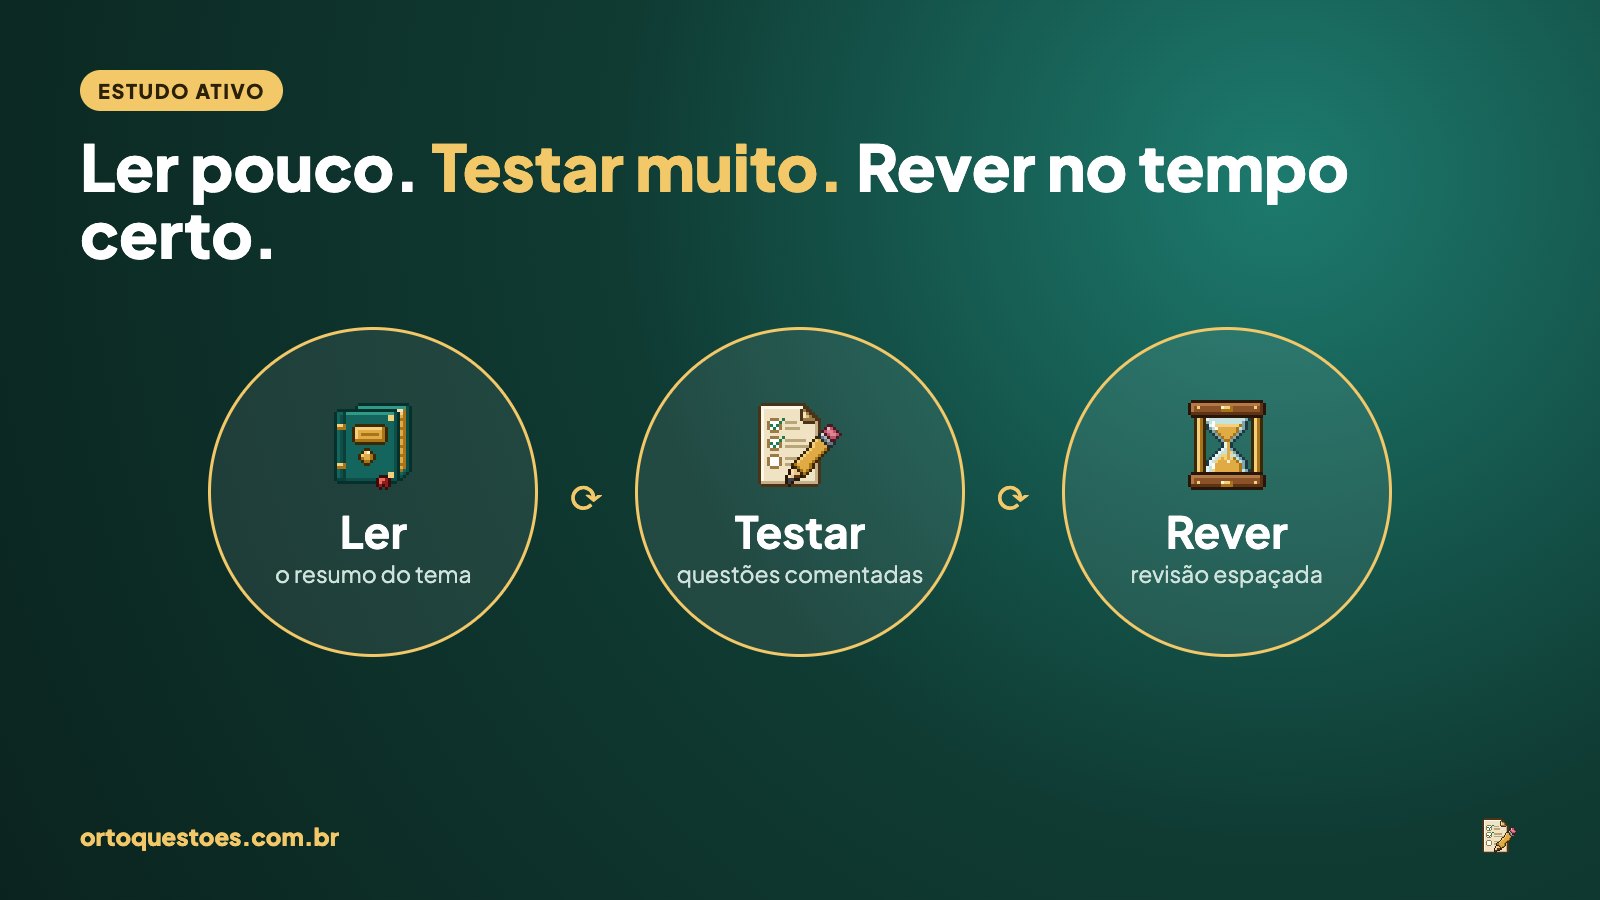 ESTUDO ATIVO
Ler pouco. Testar muito. Rever no tempo
certo.
Ler
o resumo do tema
Testar
questões comentadas
Rever
revisão espaçada
ortoquestoes.com.br